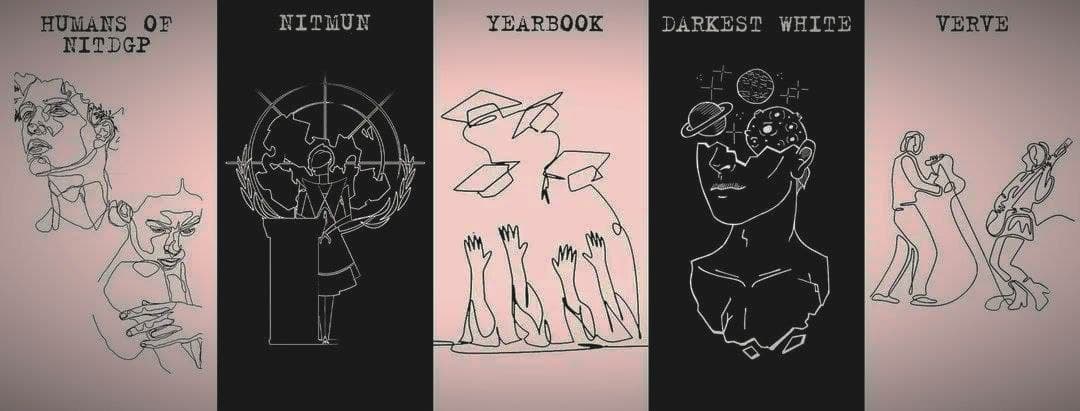 HUMANS OF
NITDGP
NITMUN
YEARBOOK
DARKEST WHITE
VERVE